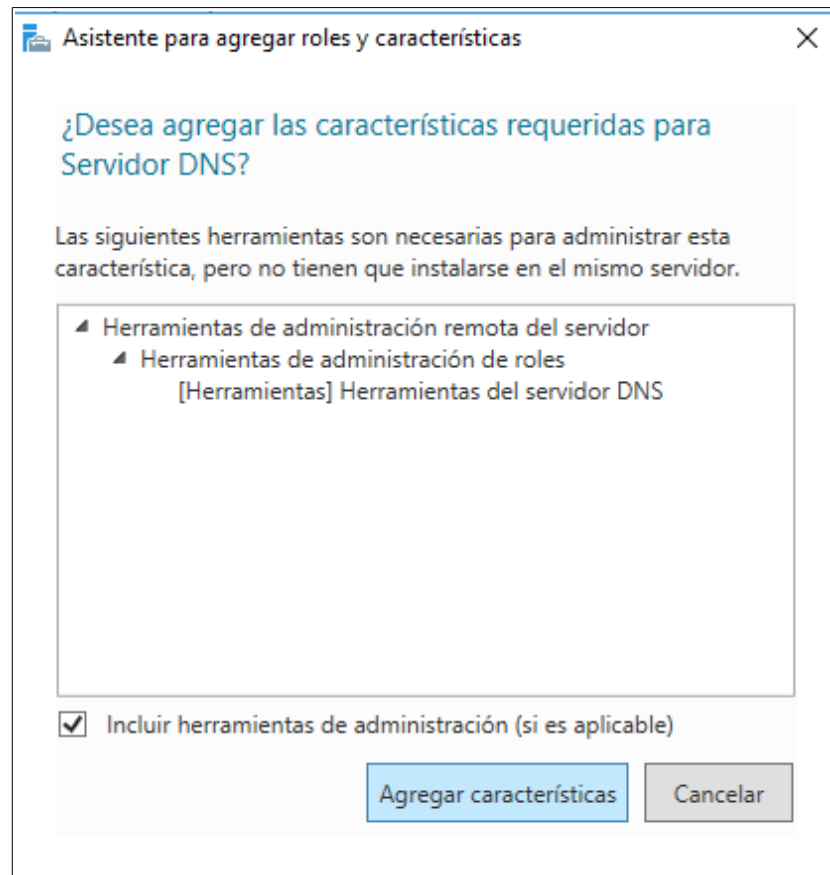 Asistente para agregar roles y características
¿Desea agregar las características requeridas para
Servidor DNS?
Las siguientes herramientas son necesarias para administrar esta
característica, pero no tienen que instalarse en el mismo servidor.
Herramientas de administración remota del servidor
Herramientas de administración de roles
[Herramientas] Herramientas del servidor DNS
Incluir herramientas de administración (si es aplicable)
Agregar características
Cancelar